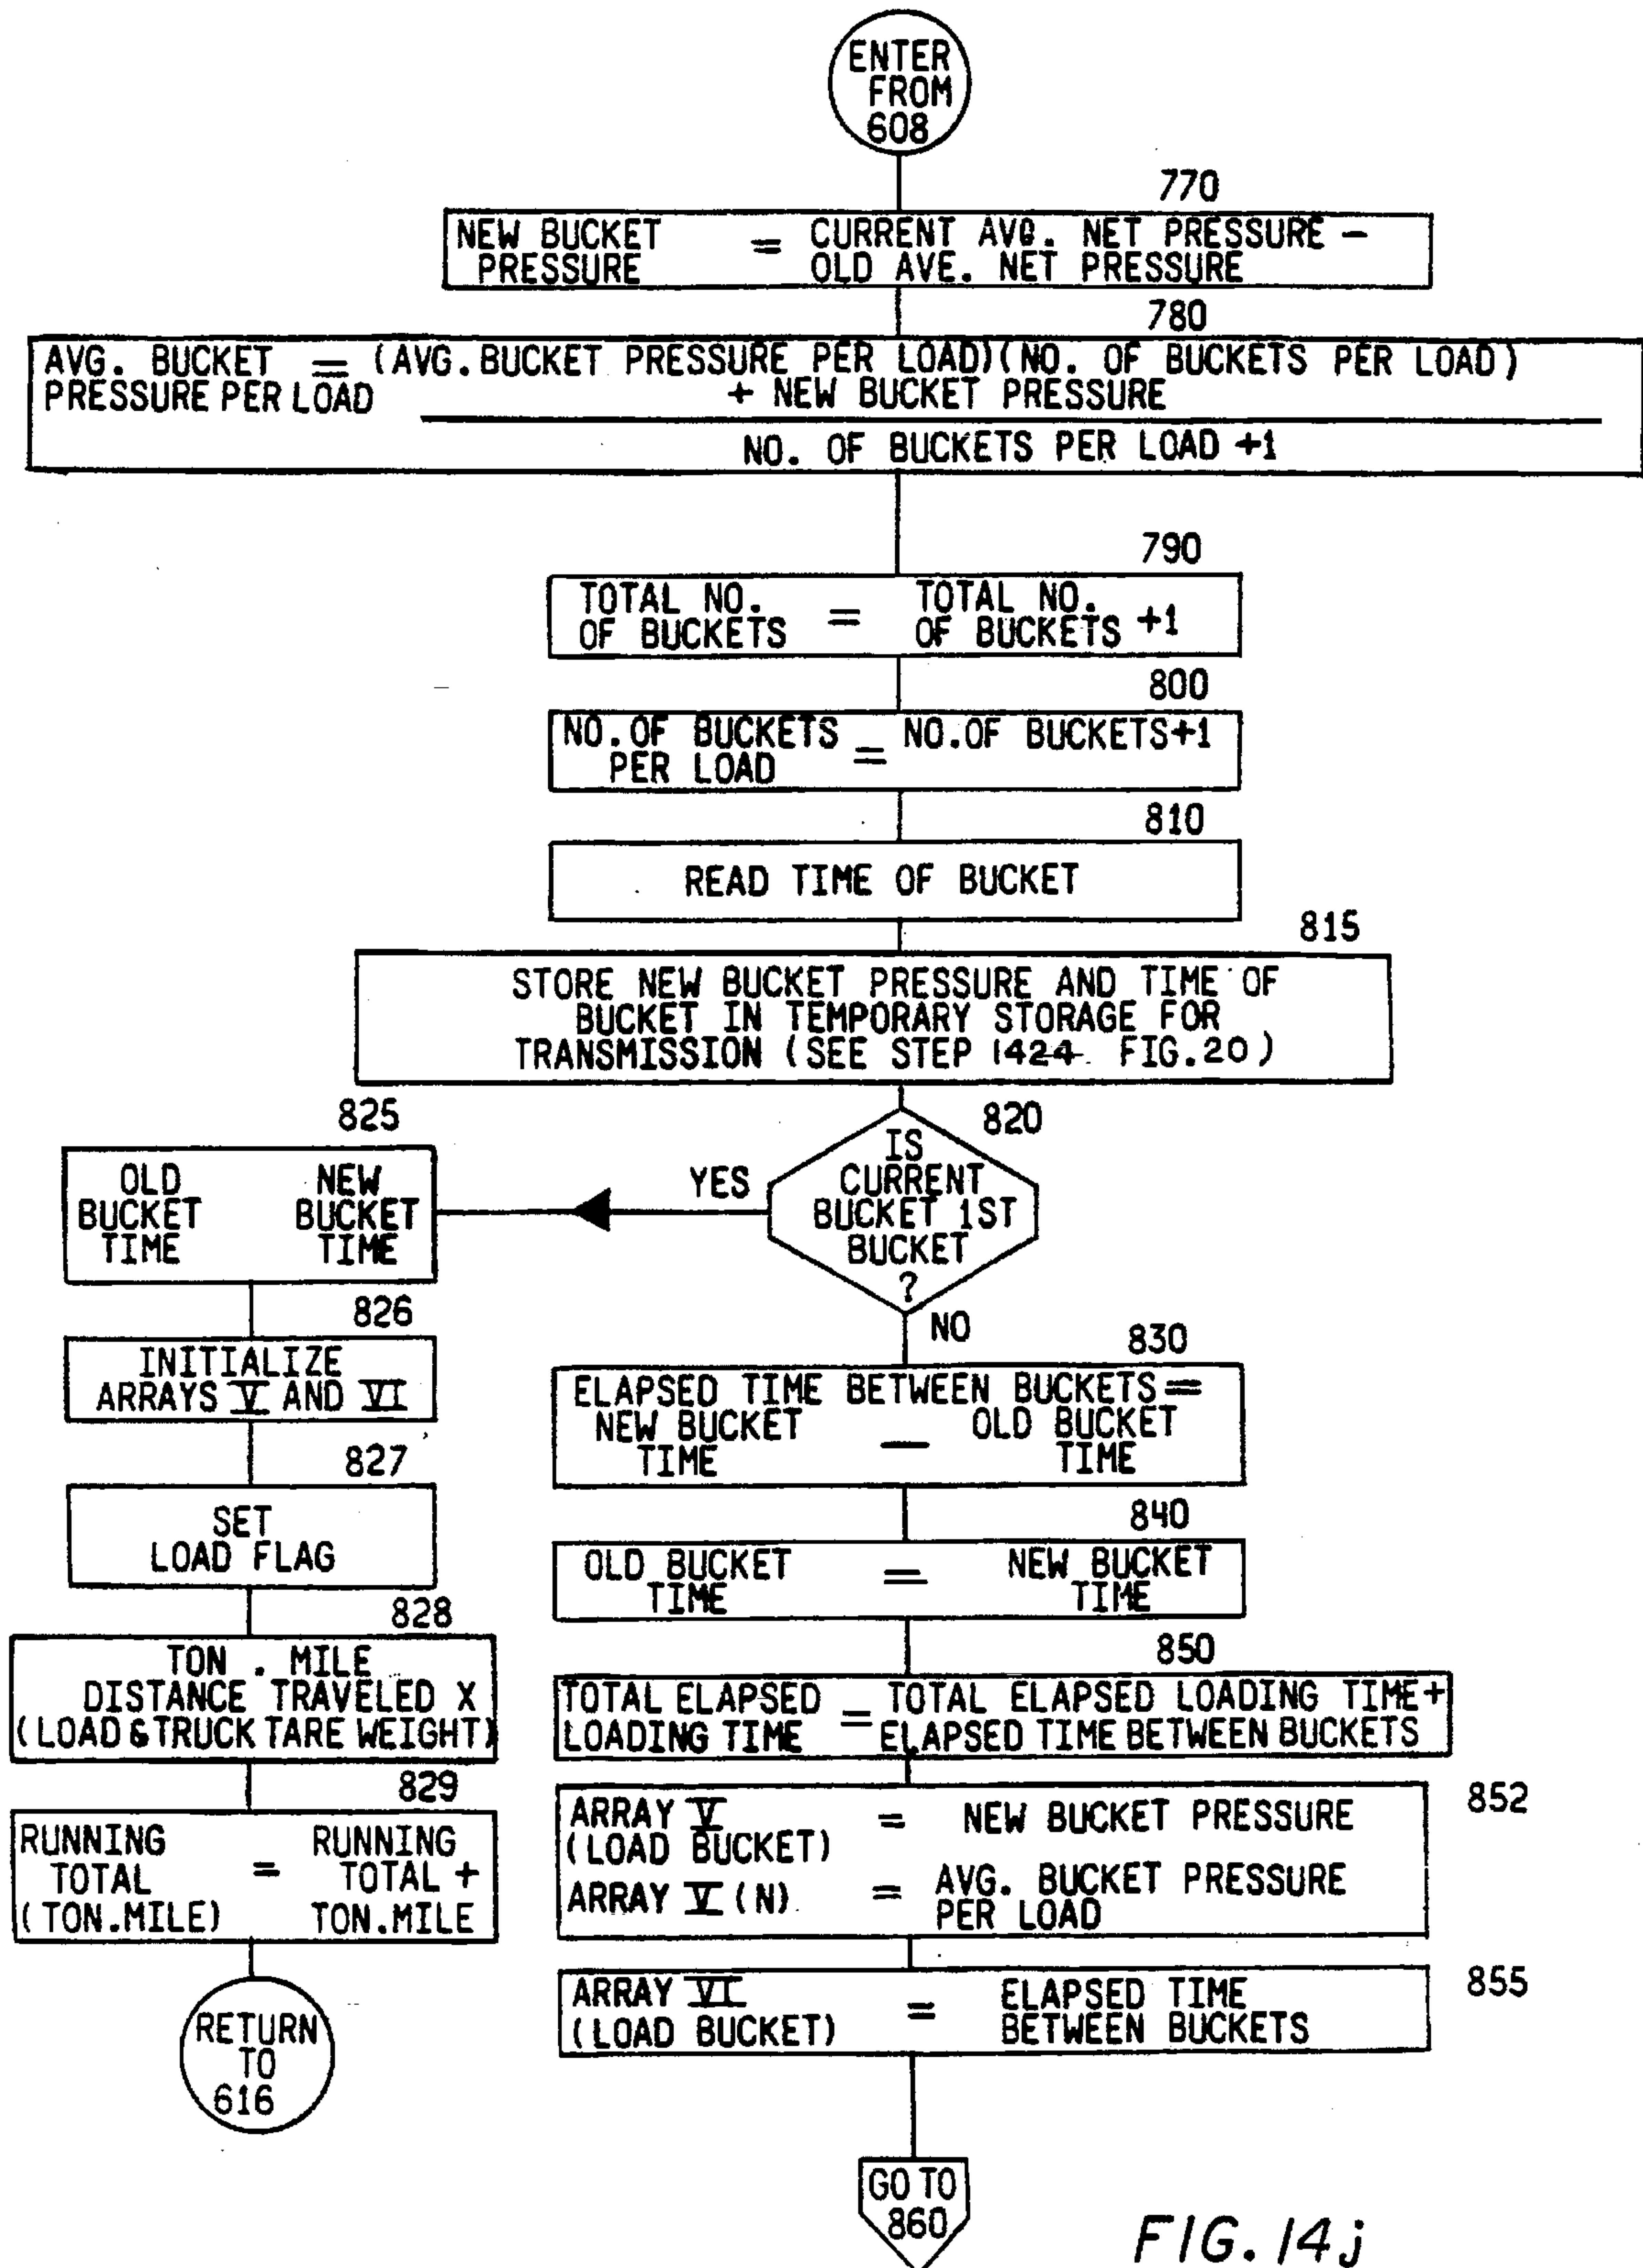 ENTER
FROM
608
770
NEW BUCKET = CURRENT AVG. NET PRESSURE -
PRESSURE OLD AVE. NET PRESSURE
780
AVG. BUCKET = (AVG. BUCKET PRESSURE PER LOAD)(NO. OF BUCKETS PER LOAD)
PRESSURE PER LOAD + NEW BUCKET PRESSURE
NO. OF BUCKETS PER LOAD +1
790
TOTAL NO. = TOTAL NO.
OF BUCKETS OF BUCKETS +1
800
NO. OF BUCKETS = NO. OF BUCKETS+1
PER LOAD
810
READ TIME OF BUCKET
815
STORE NEW BUCKET PRESSURE AND TIME OF
BUCKET IN TEMPORARY STORAGE FOR
TRANSMISSION (SEE STEP 1424 FIG.20)
820
IS
CURRENT
BUCKET 1ST
BUCKET
?
YES
825
OLD NEW
BUCKET BUCKET
TIME TIME
826
INITIALIZE
ARRAYS V AND VI
827
SET
LOAD FLAG
828
TON . MILE
DISTANCE TRAVELED X
(LOAD & TRUCK TARE WEIGHT)
829
RUNNING = RUNNING
TOTAL TOTAL +
(TON.MILE) TON.MILE
RETURN
TO
616
NO
830
ELAPSED TIME BETWEEN BUCKETS =
NEW BUCKET - OLD BUCKET
TIME TIME
840
OLD BUCKET = NEW BUCKET
TIME TIME
850
TOTAL ELAPSED = TOTAL ELAPSED LOADING TIME +
LOADING TIME ELAPSED TIME BETWEEN BUCKETS
852
ARRAY V = NEW BUCKET PRESSURE
(LOAD BUCKET)
ARRAY V (N) = AVG. BUCKET PRESSURE
PER LOAD
855
ARRAY VI = ELAPSED TIME
(LOAD BUCKET) BETWEEN BUCKETS
GO TO
860
FIG. 14j